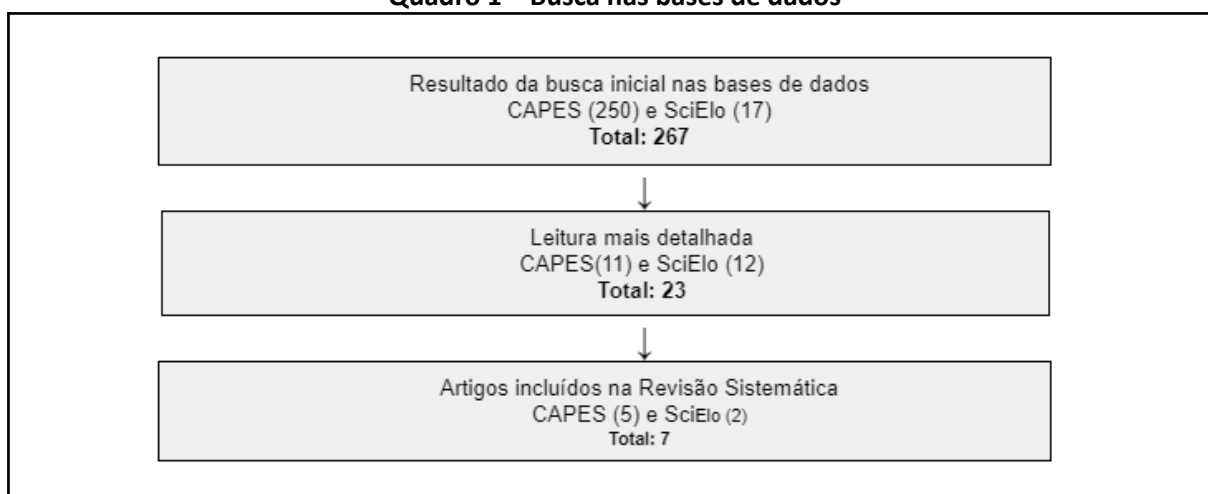 Quadro 1 – Busca nas bases de dados
Resultado da busca inicial nas bases de dados
CAPES (250) e SciElo (17)
Total: 267
↓
Leitura mais detalhada
CAPES(11) e SciElo (12)
Total: 23
↓
Artigos incluídos na Revisão Sistemática
CAPES (5) e SciElo (2)
Total: 7